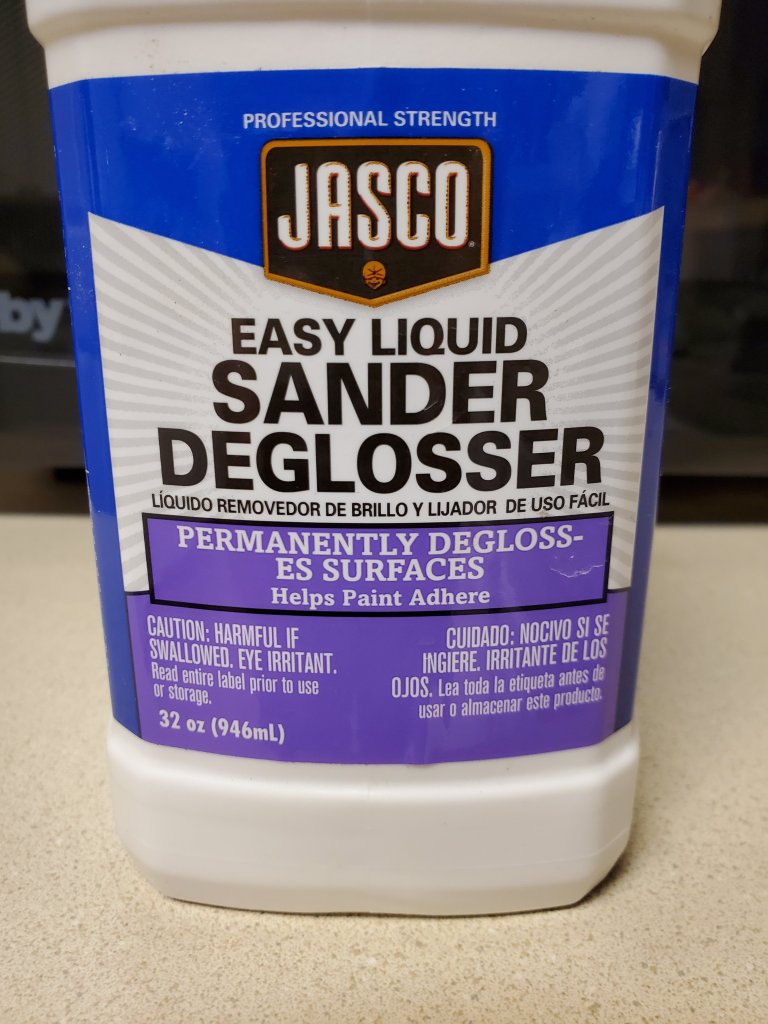 PROFESSIONAL STRENGTH
JASCO®
EASY LIQUID
SANDER
DEGLOSSER
LÍQUIDO REMOVEDOR DE BRILLO Y LIJADOR DE USO FÁCIL
PERMANENTLY DEGLOSS-
ES SURFACES
Helps Paint Adhere
CAUTION: HARMFUL IF
SWALLOWED. EYE IRRITANT.
Read entire label prior to use
or storage.
32 oz (946mL)
CUIDADO: NOCIVO SI SE
INGIERE. IRRITANTE DE LOS
OJOS. Lea toda la etiqueta antes de
usar o almacenar este producto.
by